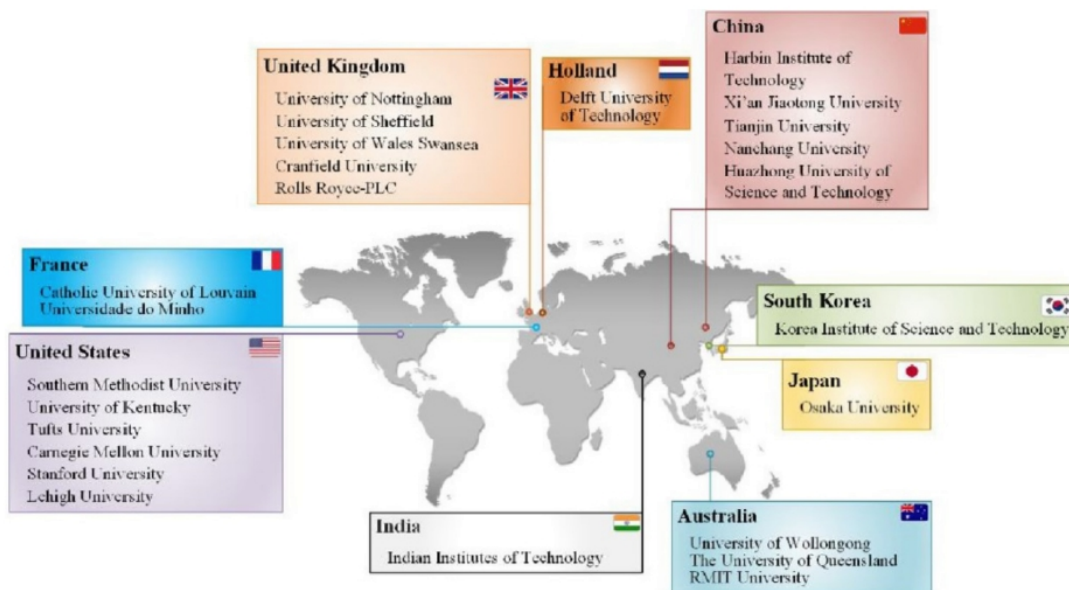 China
Harbin Institute of
Technology
Xi'an Jiaotong University
Tianjin University
Nanchang University
Huazhong University of
Science and Technology
United Kingdom
University of Nottingham
University of Sheffield
University of Wales Swansea
Cranfield University
Rolls Royce-PLC
Holland
Delft University
of Technology
France
Catholic University of Louvain
Universidade do Minho
United States
Southern Methodist University
University of Kentucky
Tufts University
Carnegie Mellon University
Stanford University
Lehigh University
South Korea
Korea Institute of Science and Technology
Japan
Osaka University
India
Indian Institutes of Technology
Australia
University of Wollongong
The University of Queensland
RMIT University